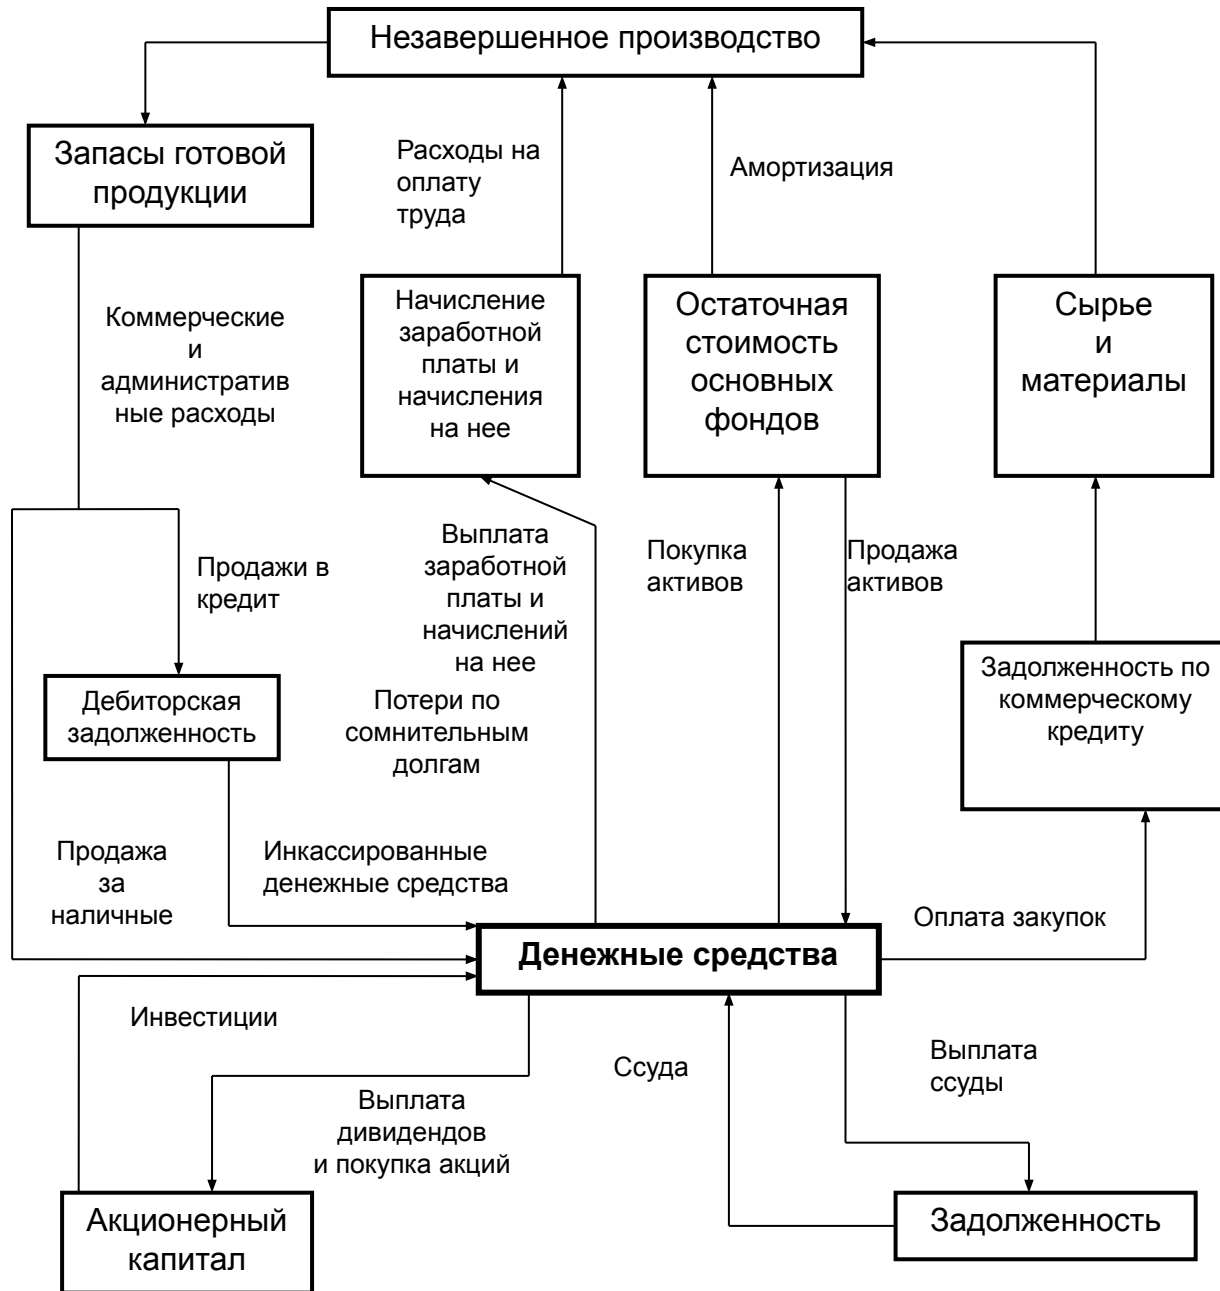 Незавершенное производство
Запасы готовой
продукции
Расходы на
оплату
труда
Амортизация
Коммерческие
и
административ
ные расходы
Начисление
заработной
платы и
начисления
на нее
Остаточная
стоимость
основных
фондов
Сырье
и
материалы
Продажи в
кредит
Выплата
заработной
платы и
начислений
на нее
Покупка
активов
Продажа
активов
Дебиторская
задолженность
Потери по
сомнительным
долгам
Задолженность по
коммерческому
кредиту
Продажа
за
наличные
Инкассированные
денежные средства
Оплата закупок
Денежные средства
Инвестиции
Ссуда
Выплата
ссуды
Выплата
дивидендов
и покупка акций
Акционерный
капитал
Задолженность